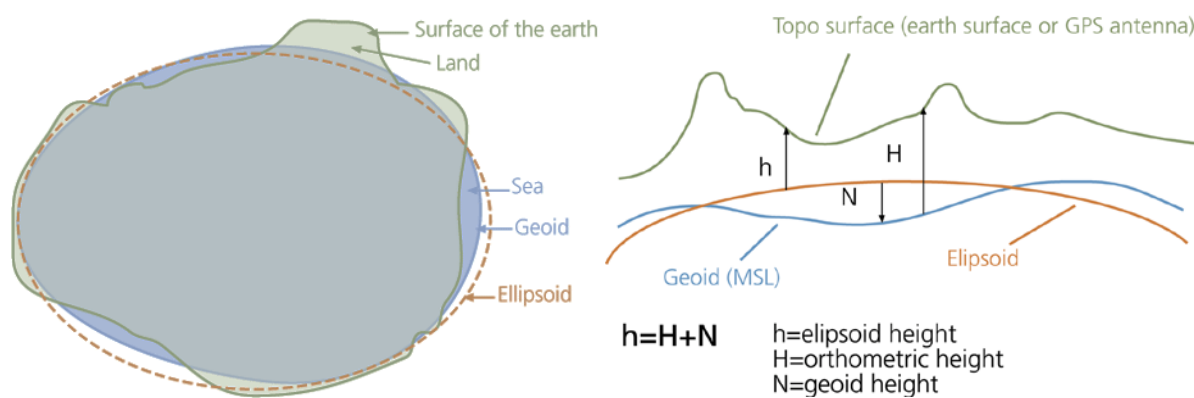 Surface of the earth
Land
Sea
Geoid
Ellipsoid
Topo surface (earth surface or GPS antenna)
h
H
N
Geoid (MSL)
Elipsoid
h=H+N
h=elipsoid height
H=orthometric height
N=geoid height